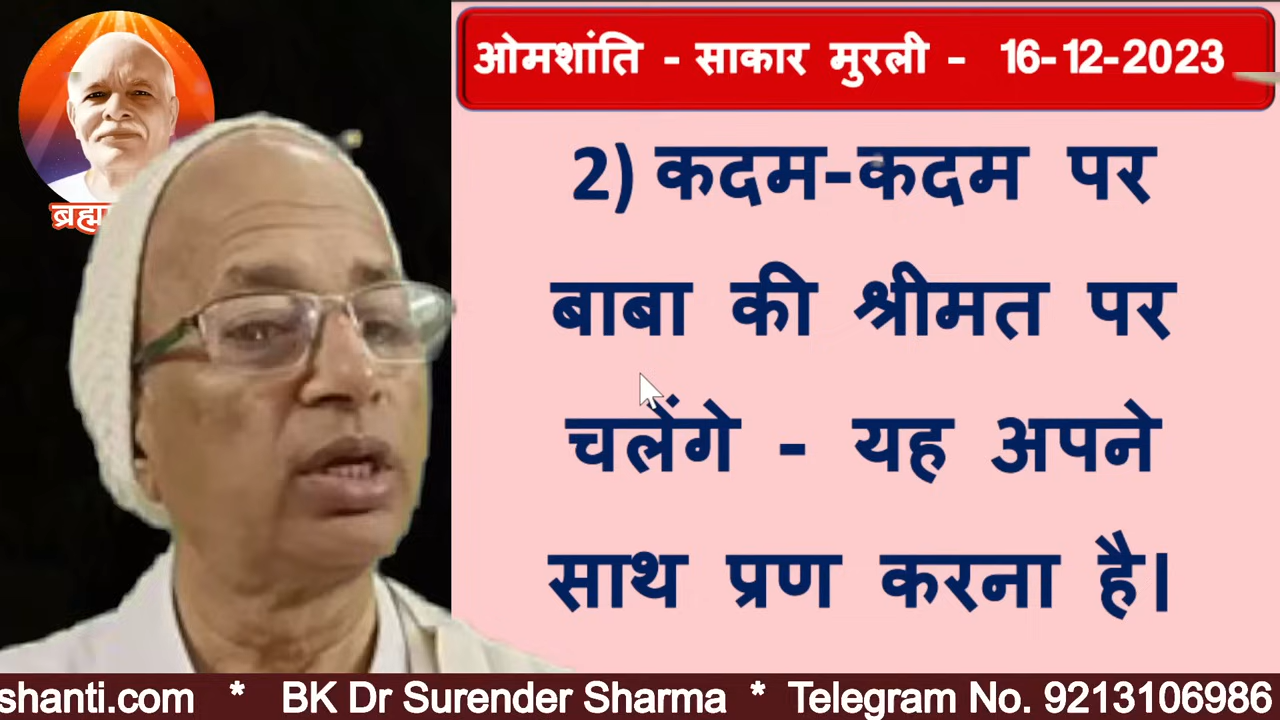 ओमशांति - साकार मुरली - 16-12-2023
2) कदम-कदम पर
बाबा की श्रीमत पर
चलेंगे - यह अपने
साथ प्रण करना है।
ब्रह्म
shanti.com * BK Dr Surender Sharma * Telegram No. 9213106986